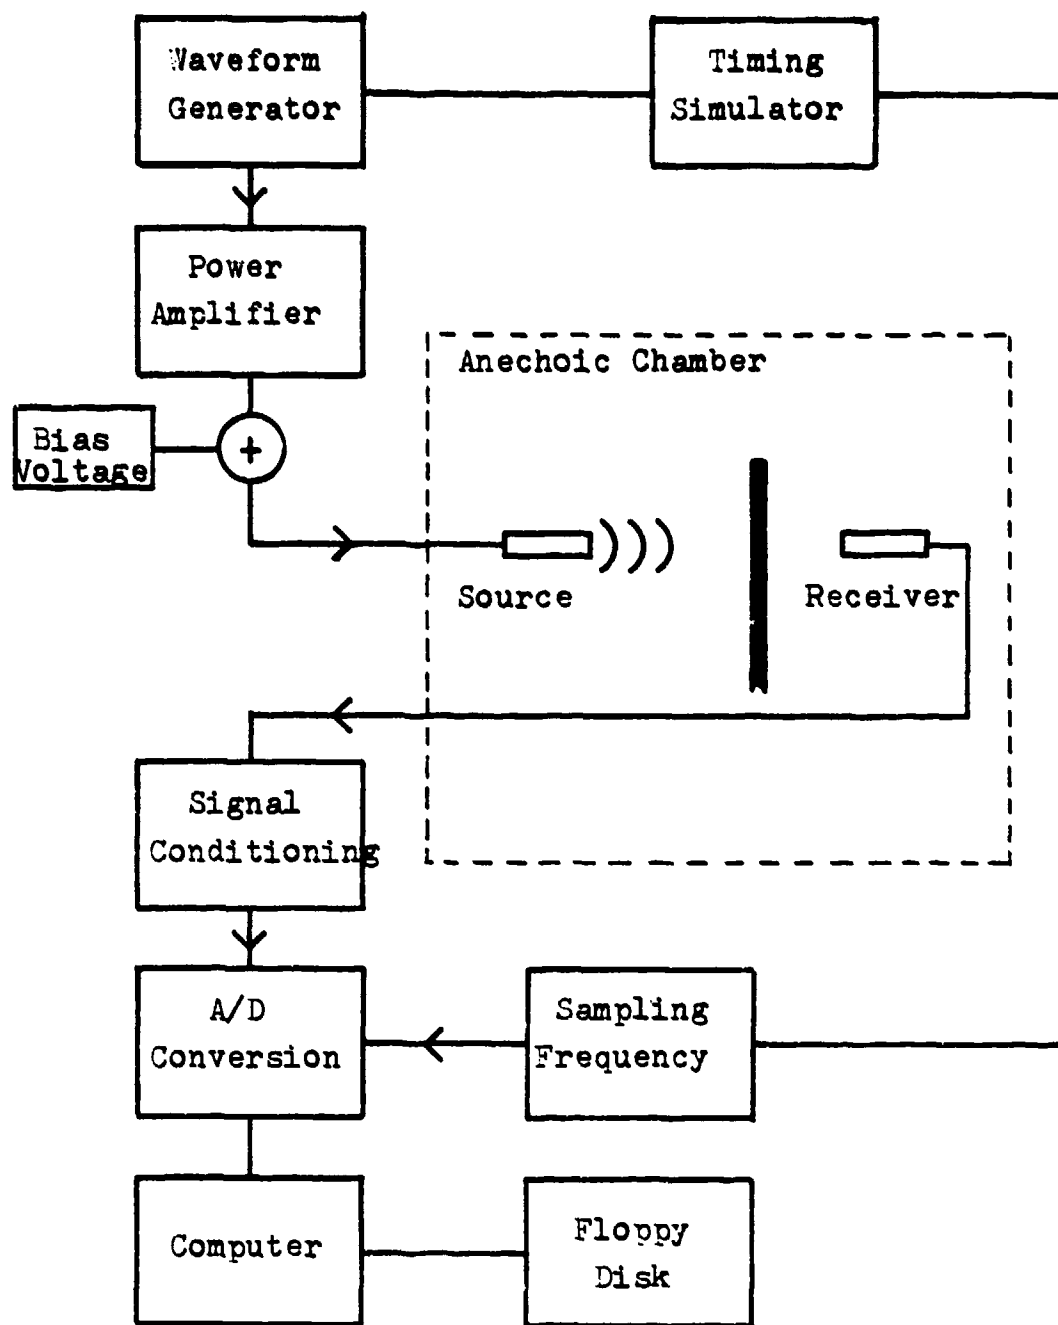 Waveform
Generator
Timing
Simulator
Power
Amplifier
Anechoic Chamber
Bias
Voltage
+
Source
Receiver
Signal
Conditioning
A/D
Conversion
Sampling
Frequency
Computer
Floppy
Disk